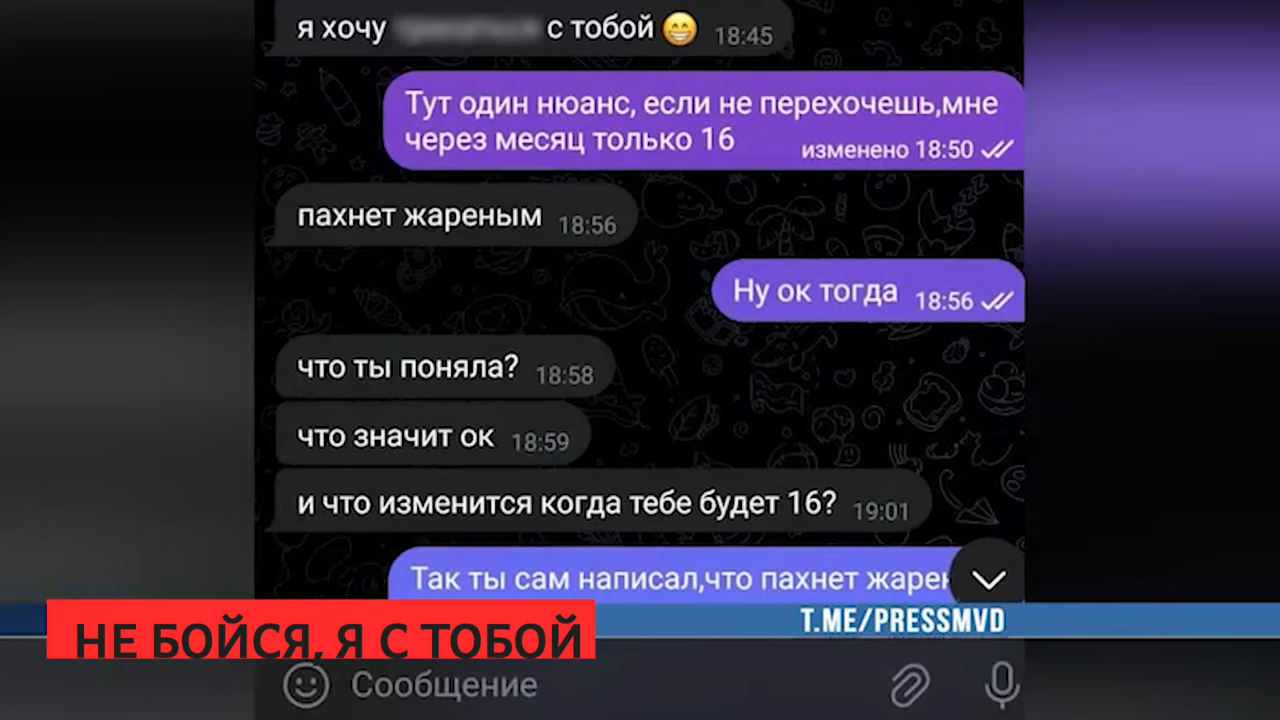 я хочу с тобой 😁 18:45
Тут один нюанс, если не перехочешь,мне
через месяц только 16 изменено 18:50
пахнет жареным 18:56
Ну ок тогда 18:56
что ты поняла? 18:58
что значит ок 18:59
и что изменится когда тебе будет 16? 19:01
Так ты сам написал,что пахнет жарен
T.ME/PRESSMVD
НЕ БОЙСЯ, Я С ТОБОЙ
Сообщение